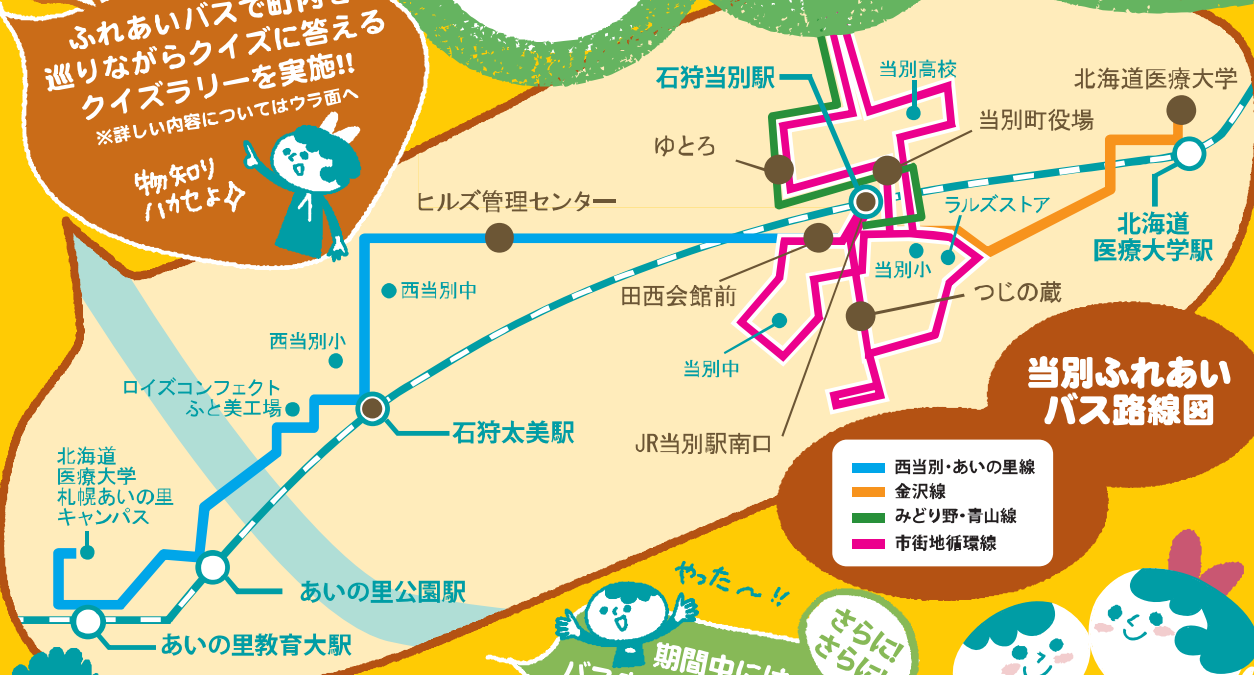 ふれあいバスで町内を
巡りながらクイズに答える
クイズラリーを実施!!
※詳しい内容についてはウラ面へ
物知り
ハカセよ
石狩当別駅
当別高校
北海道医療大学
当別町役場
ゆとろ
ヒルズ管理センター
ラルズストア
北海道
医療大学駅
当別小
西当別中
田西会館前
つじの蔵
西当別小
当別中
ロイズコンフェクト
ふと美工場
当別ふれあい
バス路線図
石狩太美駅
JR当別駅南口
北海道
医療大学
札幌あいの里
キャンパス
西当別・あいの里線
金沢線
みどり野・青山線
市街地循環線
あいの里公園駅
あいの里教育大駅
やった〜!!
さらに!
さらに!
期間中には